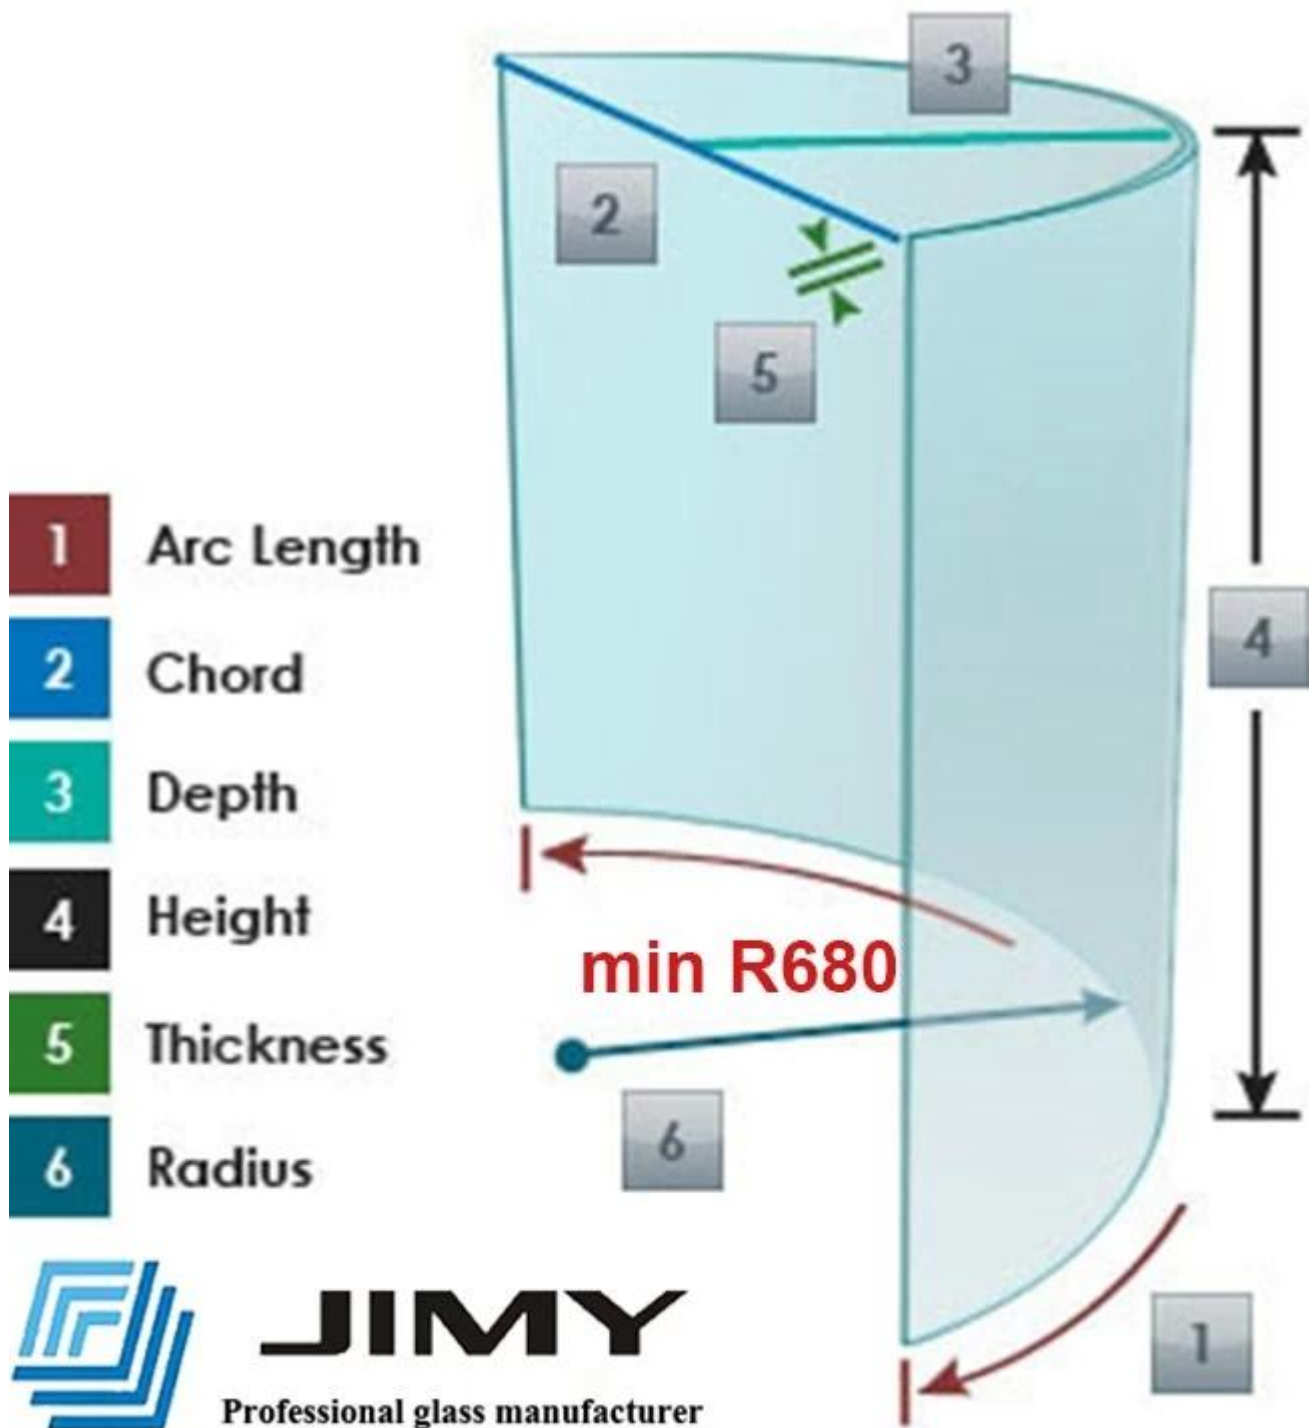 3
2
5
1 Arc Length
2 Chord
4
3 Depth
4 Height
min R680
5 Thickness
6
6 Radius
JIMY
1
Professional glass manufacturer